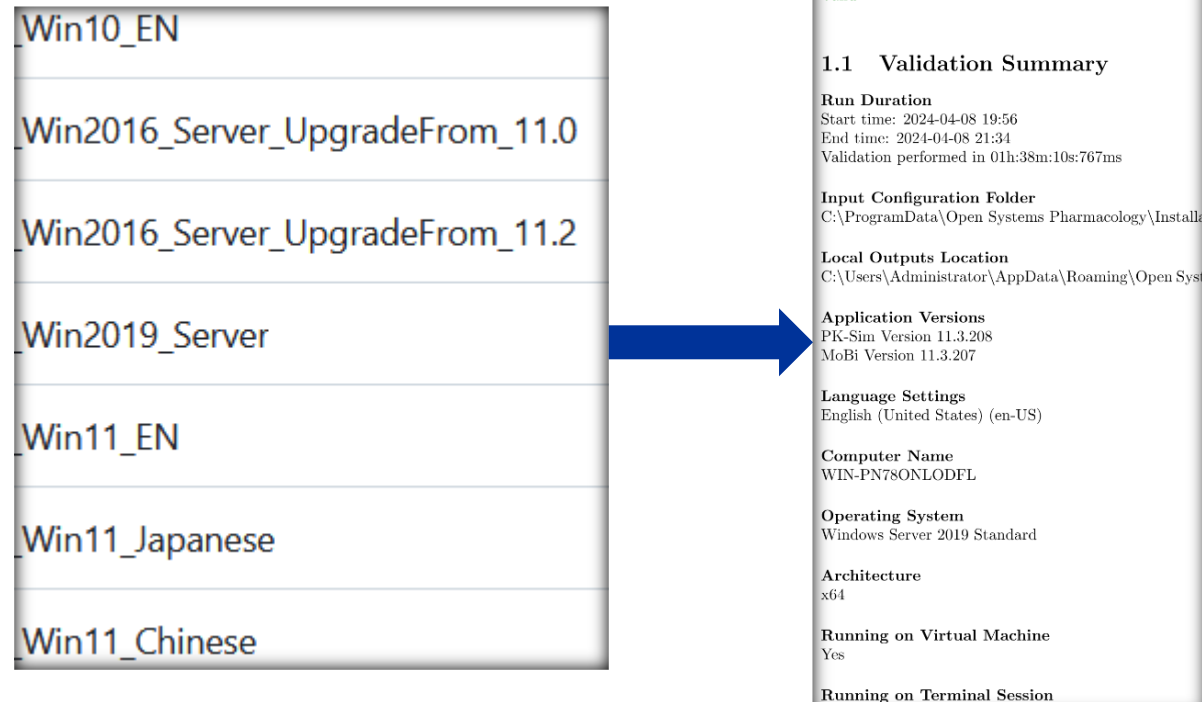 _Win10_EN
_Win2016_Server_UpgradeFrom_11.0
_Win2016_Server_UpgradeFrom_11.2
_Win2019_Server
_Win11_EN
_Win11_Japanese
_Win11_Chinese
1.1 Validation Summary
Run Duration
Start time: 2024-04-08 19:56
End time: 2024-04-08 21:34
Validation performed in 01h:38m:10s:767ms
Input Configuration Folder
C:\ProgramData\Open Systems Pharmacology\Installa
Local Outputs Location
C:\Users\Administrator\AppData\Roaming\Open Syst
Application Versions
PK-Sim Version 11.3.208
MoBi Version 11.3.207
Language Settings
English (United States) (en-US)
Computer Name
WIN-PN78ONLODFL
Operating System
Windows Server 2019 Standard
Architecture
x64
Running on Virtual Machine
Yes
Running on Terminal Session